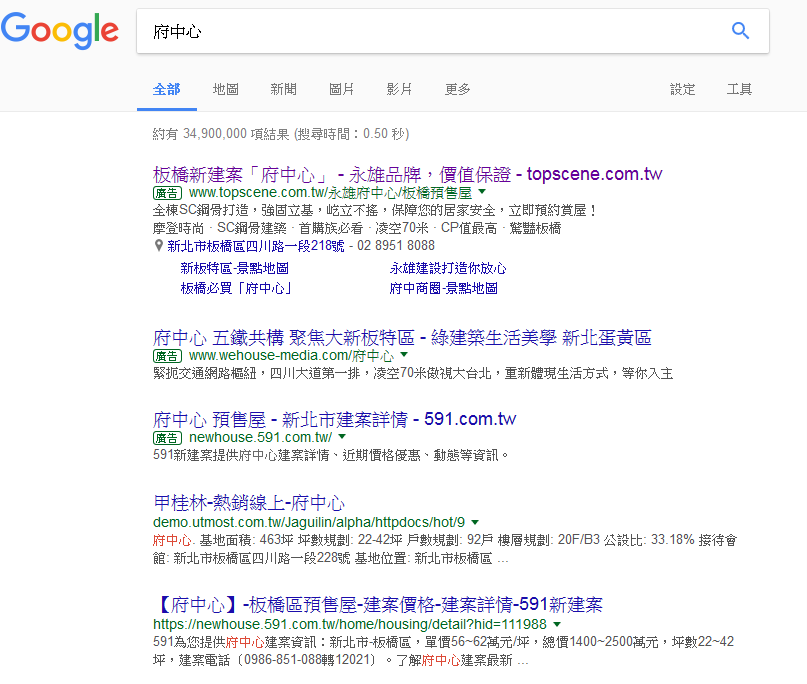 Google 府中心
全部 地圖 新聞 圖片 影片 更多 設定 工具
約有 34,900,000 項結果 (搜尋時間：0.50 秒)
板橋新建案「府中心」 - 永雄品牌，價值保證 - topscene.com.tw
廣告 www.topscene.com.tw/永雄府中心/板橋預售屋
全棟SC鋼骨打造，強固立基，屹立不搖，保障您的居家安全，立即預約賞屋！
摩登時尚 · SC鋼骨建築 · 首購族必看 · 凌空70米 · CP值最高 · 驚豔板橋
新北市板橋區四川路一段218號 - 02 8951 8088
新板特區-景點地圖 永雄建設打造你放心
板橋必買「府中心」 府中商圈-景點地圖
府中心 五鐵共構 聚焦大新板特區 - 綠建築生活美學 新北蛋黃區
廣告 www.wehouse-media.com/府中心
緊扼交通網路樞紐，四川大道第一排，凌空70米傲視大台北，重新體現生活方式，等你入主
府中心 預售屋 - 新北市建案詳情 - 591.com.tw
廣告 newhouse.591.com.tw/
591新建案提供府中心建案詳情、近期價格優惠、動態等資訊。
甲桂林-熱銷線上-府中心
demo.utmost.com.tw/Jaguilin/alpha/httpdocs/hot/9
府中心. 基地面積: 463坪 坪數規劃: 22-42坪 戶數規劃: 92戶 樓層規劃: 20F/B3 公設比: 33.18% 接待會
館: 新北市板橋區四川路一段228號 基地位置: 新北市板橋區 ...
【府中心】-板橋區預售屋-建案價格-建案詳情-591新建案
https://newhouse.591.com.tw/home/housing/detail?hid=111988
591為您提供府中心建案資訊：新北市-板橋區，單價56~62萬元/坪，總價1400~2500萬元，坪數22~42
坪，建案電話〔0986-851-088轉12021〕。了解府中心建案最新 ...